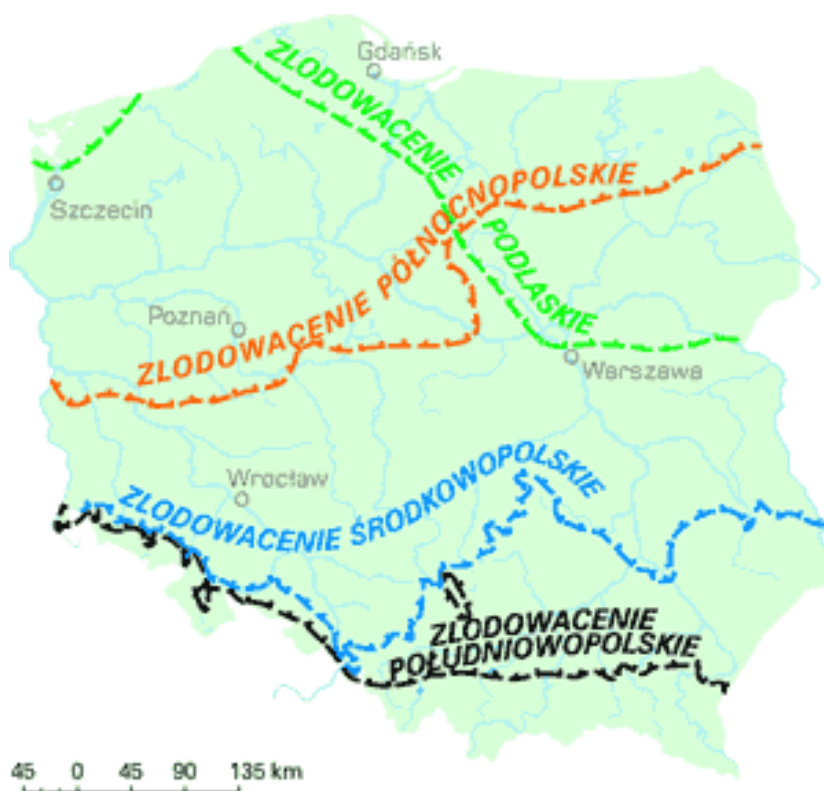 Gdańsk
ZLODOWACENIE
PODLASKIE
Szczecin
ZLODOWACENIE PÓŁNOCNOPOLSKIE
Poznań
Warszawa
Wrocław
ZLODOWACENIE ŚRODKOWOPOLSKIE
ZLODOWACENIE
POŁUDNIOWOPOLSKIE
45 0 45 90 135 km